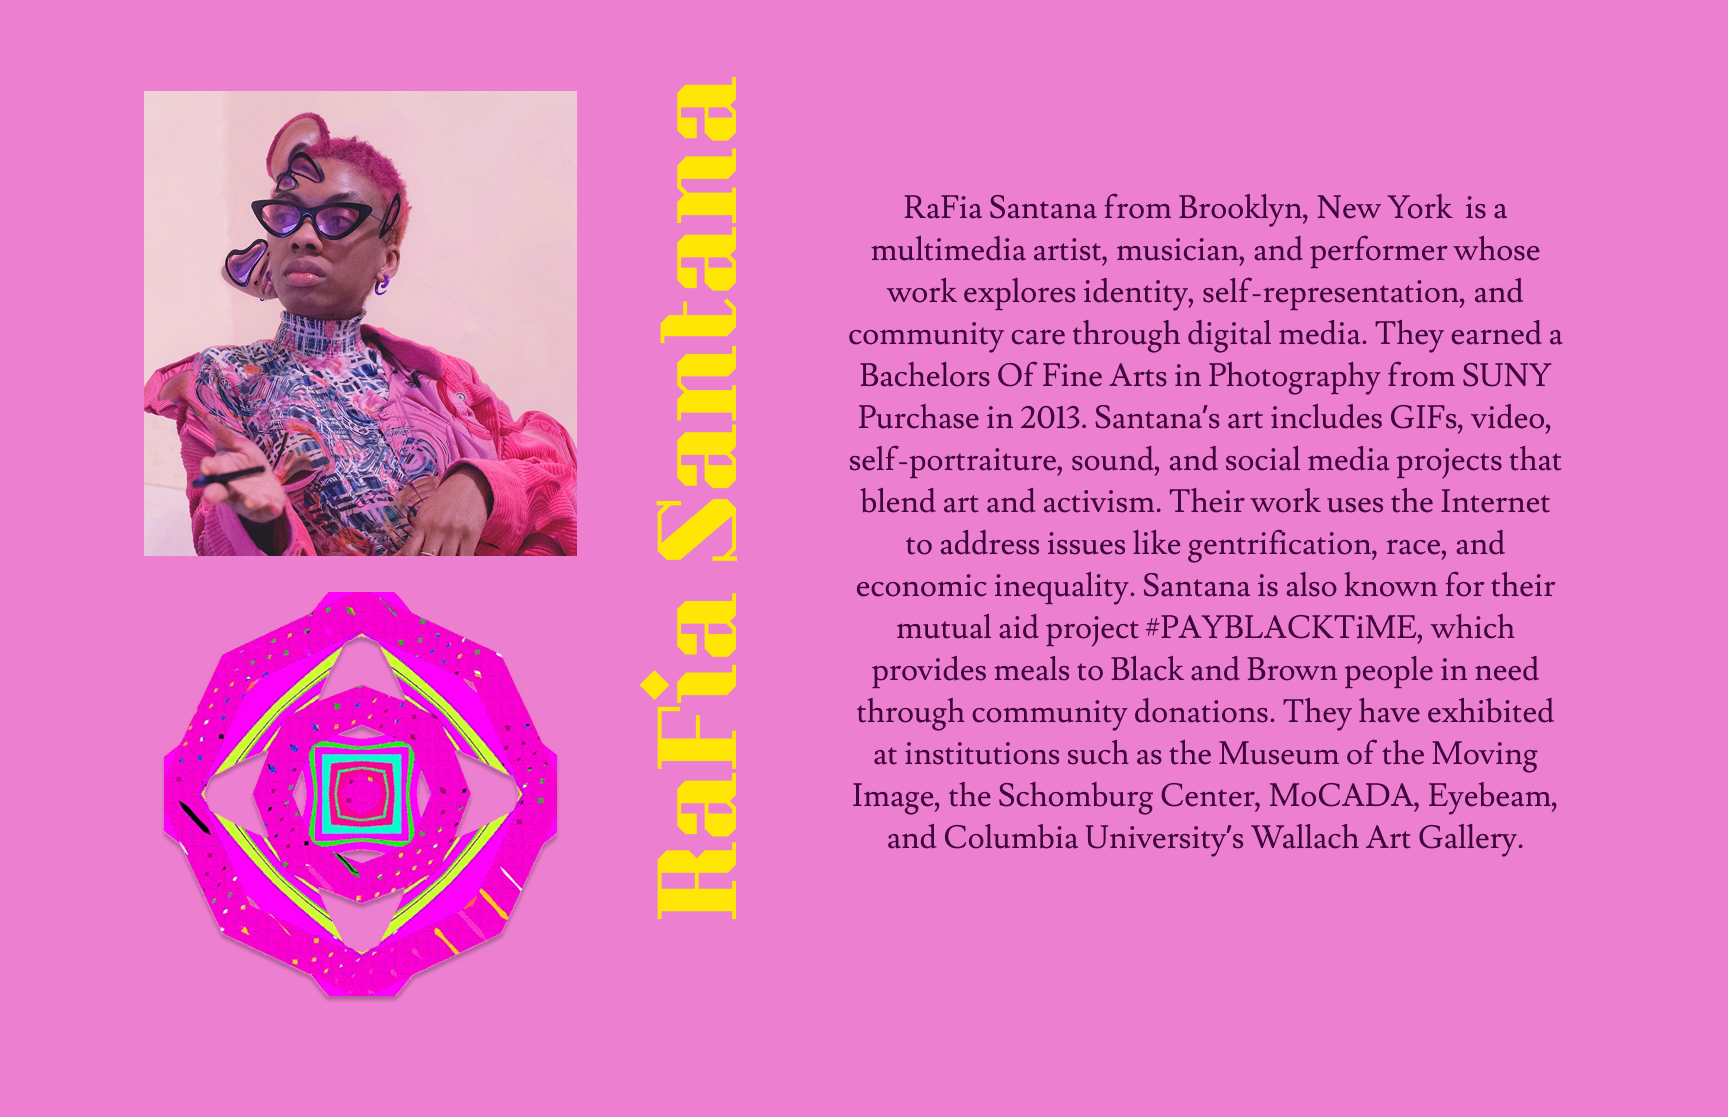 RaFia Santana
RaFia Santana from Brooklyn, New York  is a
multimedia artist, musician, and performer whose
work explores identity, self-representation, and
community care through digital media. They earned a
Bachelors Of Fine Arts in Photography from SUNY
Purchase in 2013. Santana's art includes GIFs, video,
self-portraiture, sound, and social media projects that
blend art and activism. Their work uses the Internet
to address issues like gentrification, race, and
economic inequality. Santana is also known for their
mutual aid project #PAYBLACKTiME, which
provides meals to Black and Brown people in need
through community donations. They have exhibited
at institutions such as the Museum of the Moving
Image, the Schomburg Center, MoCADA, Eyebeam,
and Columbia University's Wallach Art Gallery.